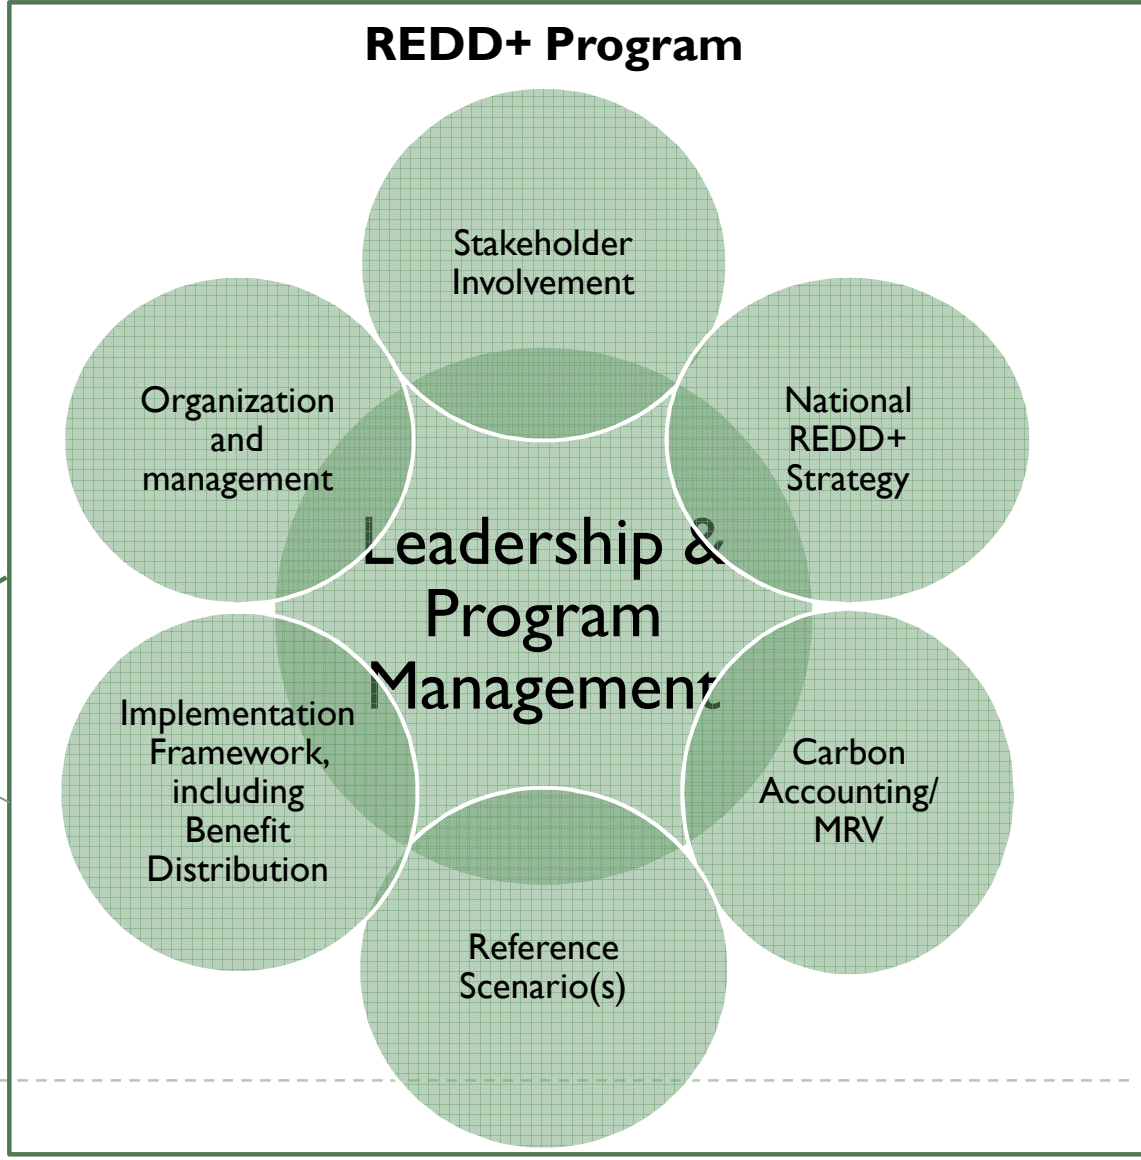 REDD+ Program
Stakeholder
Involvement
National
REDD+
Strategy
Carbon
Accounting/
MRV
Reference
Scenario(s)
Implementation
Framework,
including
Benefit
Distribution
Organization
and
management
Leadership &
Program
Management